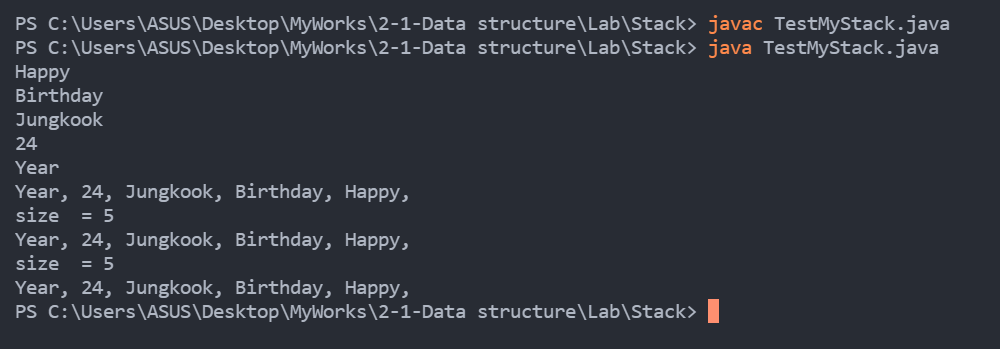 PS C:\Users\ASUS\Desktop\MyWorks\2-1-Data structure\Lab\Stack> javac TestMyStack.java
PS C:\Users\ASUS\Desktop\MyWorks\2-1-Data structure\Lab\Stack> java TestMyStack.java
Happy
Birthday
Jungkook
24
Year
Year, 24, Jungkook, Birthday, Happy,
size  = 5
Year, 24, Jungkook, Birthday, Happy,
size  = 5
Year, 24, Jungkook, Birthday, Happy,
PS C:\Users\ASUS\Desktop\MyWorks\2-1-Data structure\Lab\Stack>